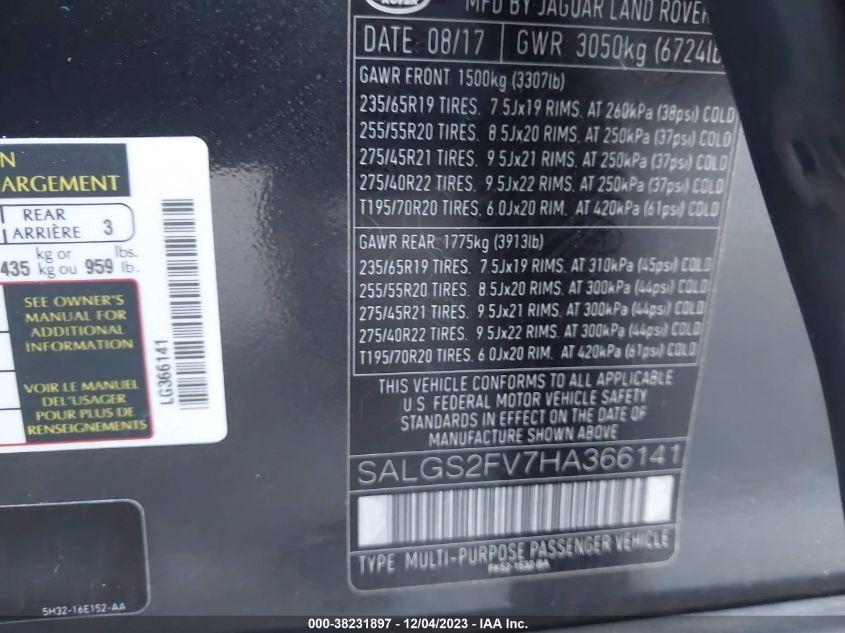 ROVER
MFD BY JAGUAR LAND ROVER
DATE 08/17 GWR 3050kg (6724lb
GAWR FRONT 1500kg (3307lb)
235/65R19 TIRES. 7.5Jx19 RIMS. AT 260kPa (38psi) COLD
255/55R20 TIRES. 8.5Jx20 RIMS. AT 250kPa (37psi) COLD
275/45R21 TIRES. 9.5Jx21 RIMS. AT 250kPa (37psi) COLD
275/40R22 TIRES. 9.5Jx22 RIMS. AT 250kPa (37psi) COLD
T195/70R20 TIRES. 6.0Jx20 RIM. AT 420kPa (61psi) COLD
GAWR REAR: 1775kg (3913lb)
235/65R19 TIRES. 7.5Jx19 RIMS. AT 310kPa (45psi) COLD
255/55R20 TIRES. 8.5Jx20 RIMS. AT 300kPa (44psi) COLD
275/45R21 TIRES. 9.5Jx21 RIMS. AT 300kPa (44psi) COLD
275/40R22 TIRES. 9.5Jx22 RIMS. AT 300kPa (44psi) COLD
T195/70R20 TIRES. 6.0Jx20 RIM. AT 420kPa (61psi) COLD
THIS VEHICLE CONFORMS TO ALL APPLICABLE
U.S. FEDERAL MOTOR VEHICLE SAFETY
STANDARDS IN EFFECT ON THE DATE OF
MANUFACTURE SHOWN ABOVE
SALGS2FV7HA366141
TYPE MULTI-PURPOSE PASSENGER VEHICLE
N
ARGEMENT
REAR
ARRIÈRE 3
kg or lbs.
435 kg ou 959 lb.
SEE OWNER'S
MANUAL FOR
ADDITIONAL
INFORMATION
VOIR LE MANUEL
DE L'USAGER
POUR PLUS DE
RENSEIGNEMENTS
LG366141
5H32-16E152-AA
000-38231897 - 12/04/2023 - IAAI.COM